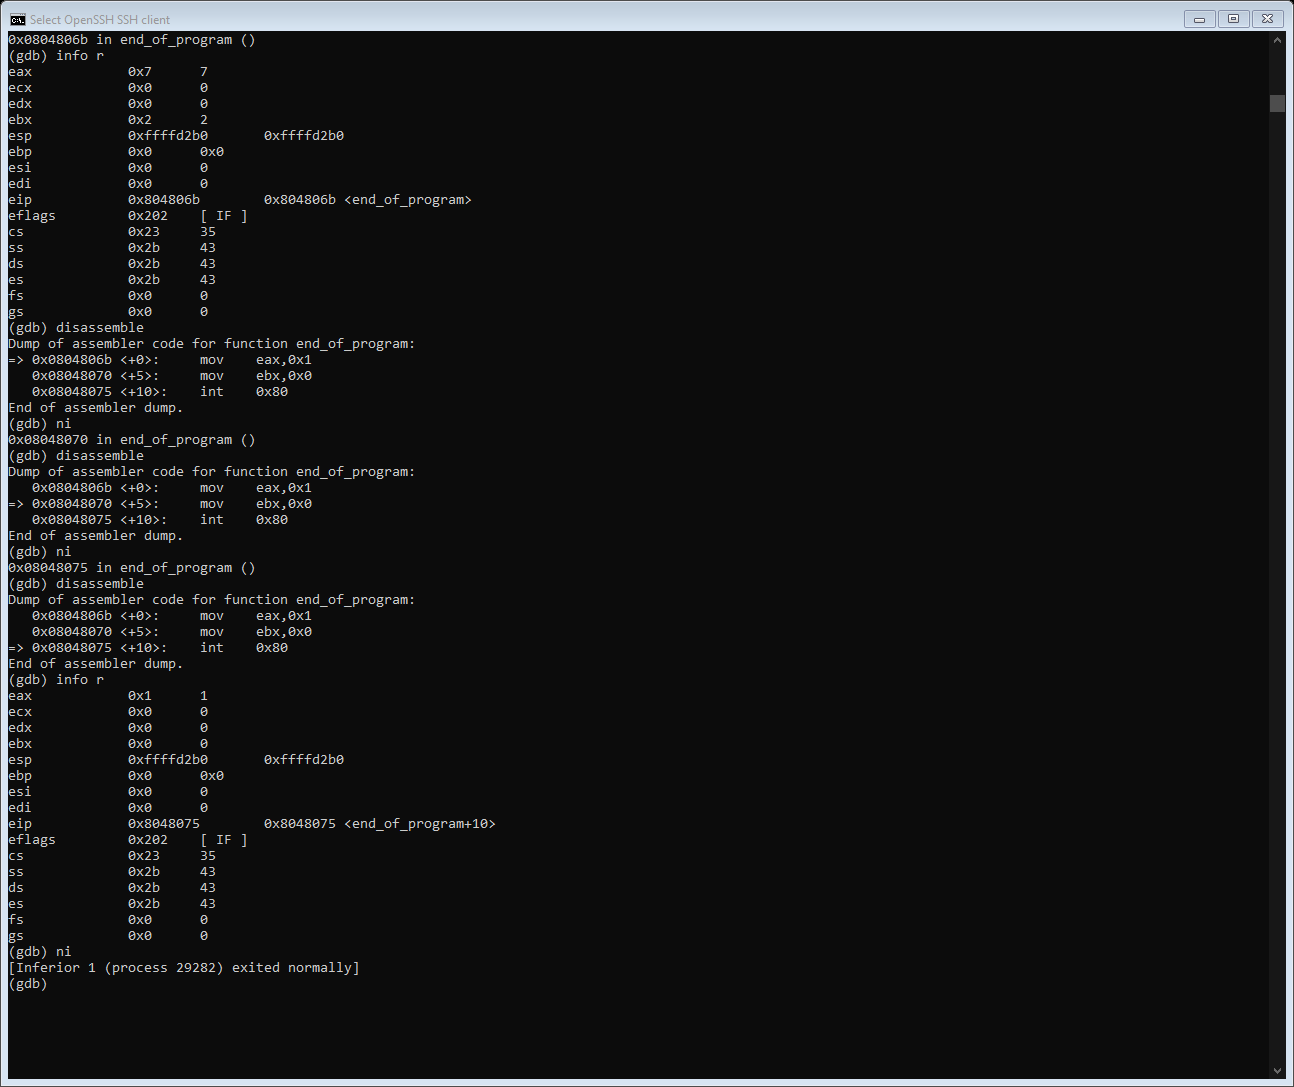 Select OpenSSH SSH client
0x0804806b in end_of_program ()
(gdb) info r
eax            0x7      7
ecx            0x0      0
edx            0x0      0
ebx            0x2      2
esp            0xffffd2b0       0xffffd2b0
ebp            0x0      0x0
esi            0x0      0
edi            0x0      0
eip            0x804806b        0x804806b <end_of_program>
eflags         0x202    [ IF ]
cs             0x23     35
ss             0x2b     43
ds             0x2b     43
es             0x2b     43
fs             0x0      0
gs             0x0      0
(gdb) disassemble
Dump of assembler code for function end_of_program:
=> 0x0804806b <+0>:     mov    eax,0x1
   0x08048070 <+5>:     mov    ebx,0x0
   0x08048075 <+10>:    int    0x80
End of assembler dump.
(gdb) ni
0x08048070 in end_of_program ()
(gdb) disassemble
Dump of assembler code for function end_of_program:
   0x0804806b <+0>:     mov    eax,0x1
=> 0x08048070 <+5>:     mov    ebx,0x0
   0x08048075 <+10>:    int    0x80
End of assembler dump.
(gdb) ni
0x08048075 in end_of_program ()
(gdb) disassemble
Dump of assembler code for function end_of_program:
   0x0804806b <+0>:     mov    eax,0x1
   0x08048070 <+5>:     mov    ebx,0x0
=> 0x08048075 <+10>:    int    0x80
End of assembler dump.
(gdb) info r
eax            0x1      1
ecx            0x0      0
edx            0x0      0
ebx            0x0      0
esp            0xffffd2b0       0xffffd2b0
ebp            0x0      0x0
esi            0x0      0
edi            0x0      0
eip            0x8048075        0x8048075 <end_of_program+10>
eflags         0x202    [ IF ]
cs             0x23     35
ss             0x2b     43
ds             0x2b     43
es             0x2b     43
fs             0x0      0
gs             0x0      0
(gdb) ni
[Inferior 1 (process 29282) exited normally]
(gdb)